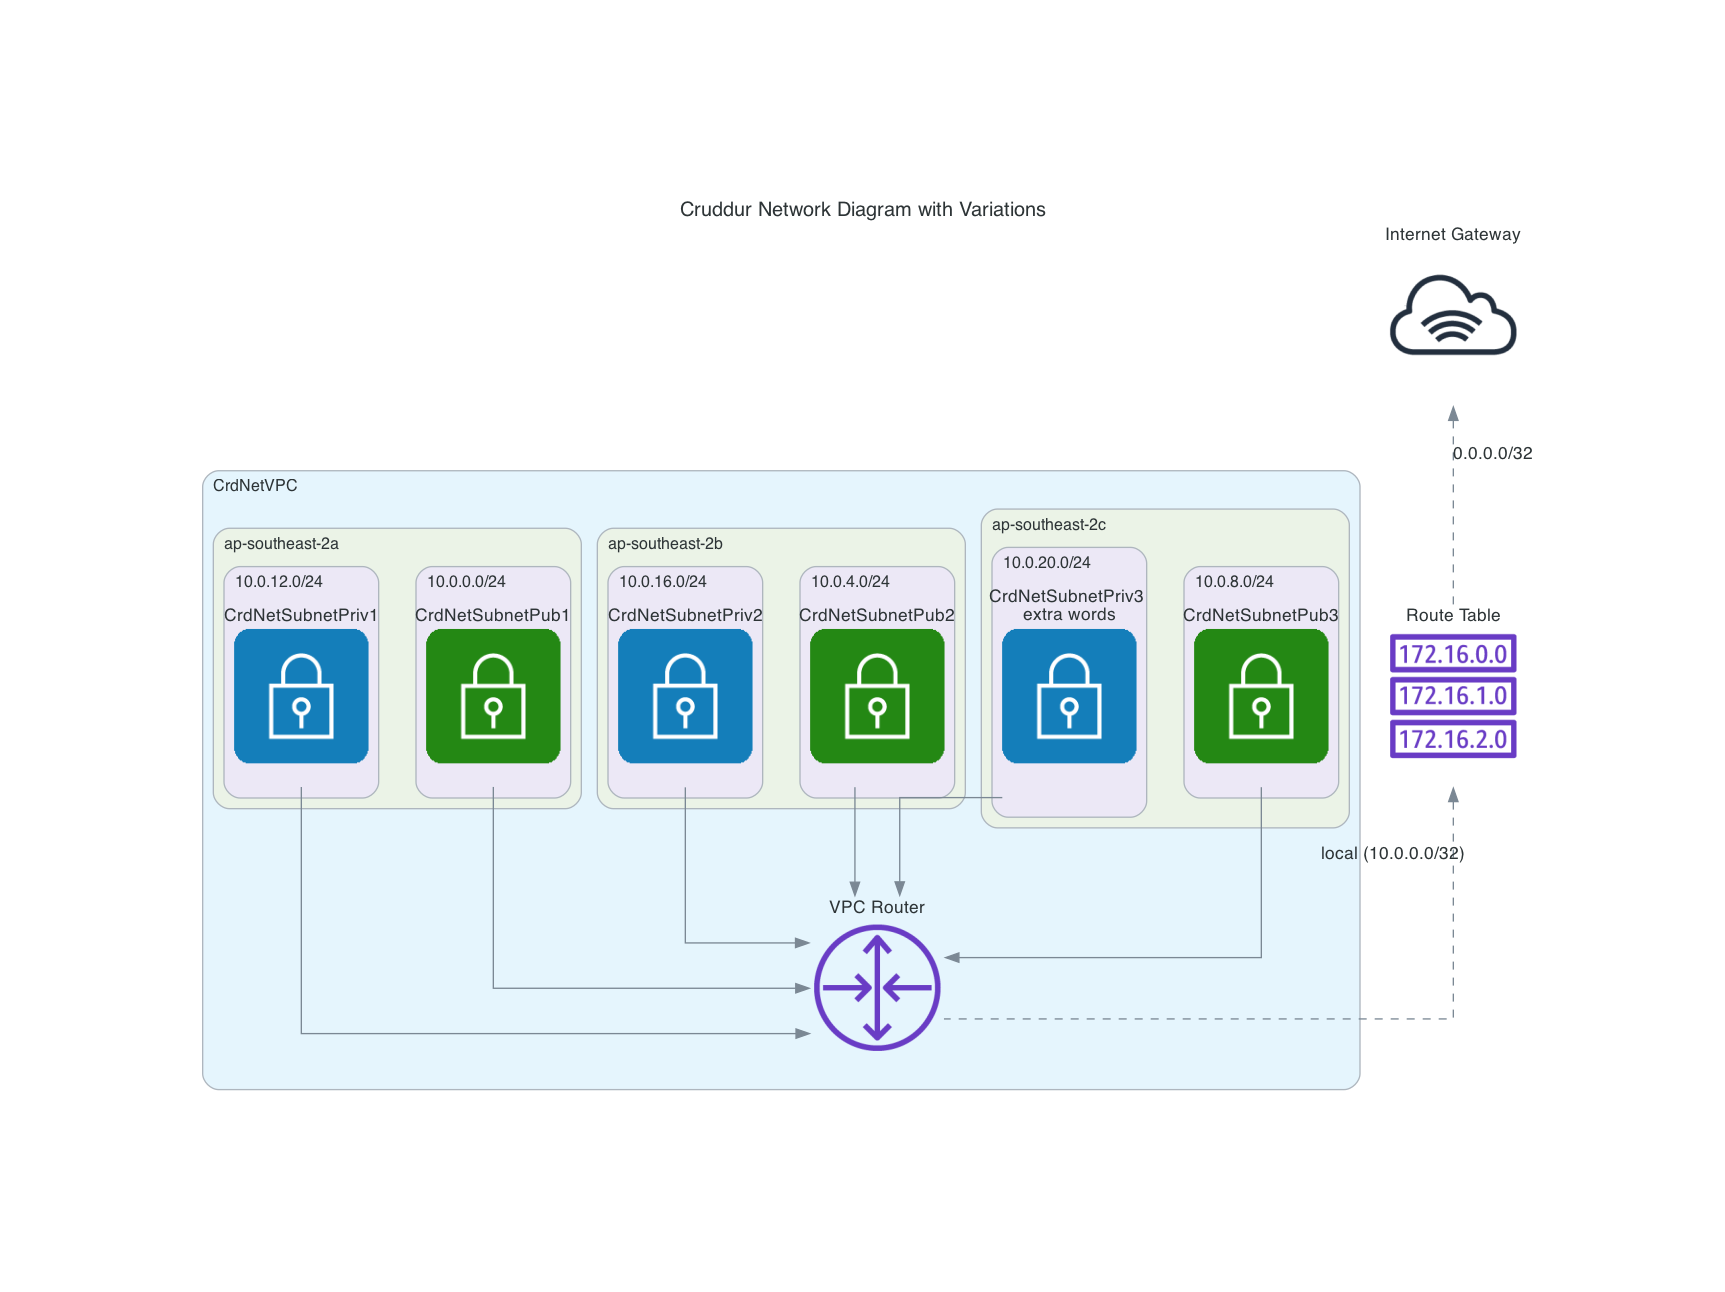 Cruddur Network Diagram with Variations
Internet Gateway
0.0.0.0/32
CrdNetVPC
ap-southeast-2a
10.0.12.0/24
CrdNetSubnetPriv1
10.0.0.0/24
CrdNetSubnetPub1
ap-southeast-2b
10.0.16.0/24
CrdNetSubnetPriv2
10.0.4.0/24
CrdNetSubnetPub2
ap-southeast-2c
10.0.20.0/24
CrdNetSubnetPriv3
extra words
10.0.8.0/24
CrdNetSubnetPub3
Route Table
172.16.0.0
172.16.1.0
172.16.2.0
local (10.0.0.0/32)
VPC Router